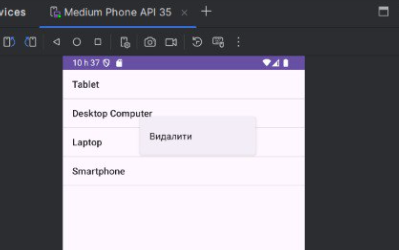 vices
Medium Phone API 35
10 h 37
Tablet
Desktop Computer
Видалити
Laptop
Smartphone